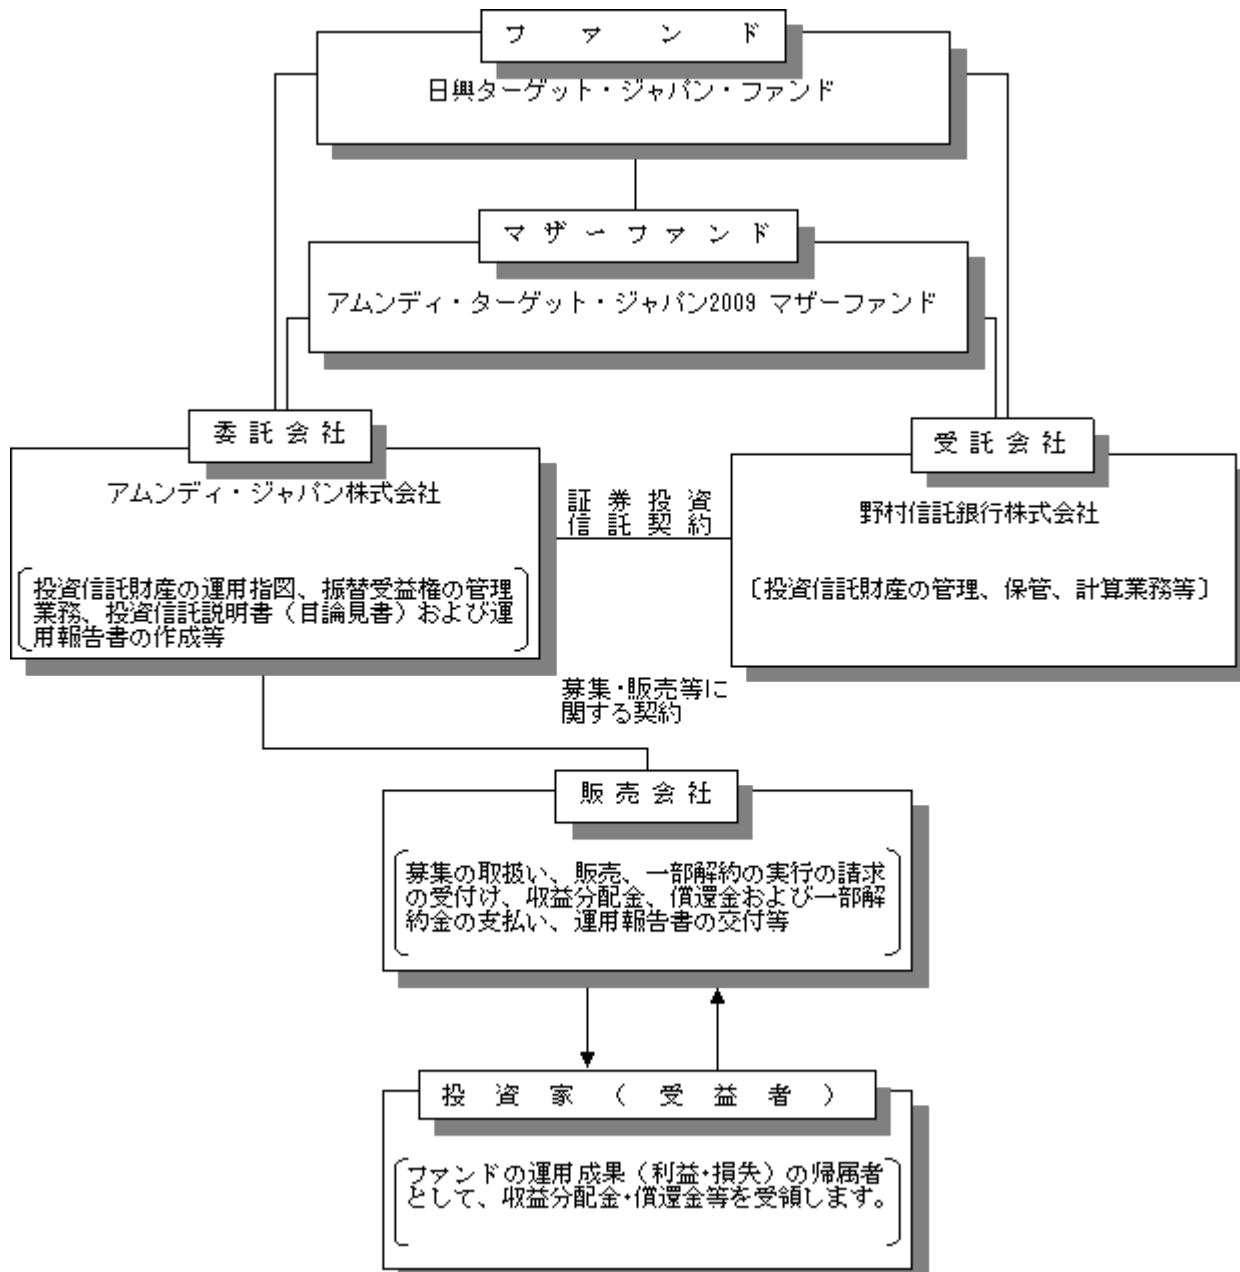 ファンド
日興ターゲット・ジャパン・ファンド
マザーファンド
アムンディ・ターゲット・ジャパン2009 マザーファンド
委託会社
アムンディ・ジャパン株式会社
投資信託財産の運用指図、振替受益権の管理
業務、投資信託説明書（目論見書）および運
用報告書の作成等
証券投資
信託契約
受託会社
野村信託銀行株式会社
〔投資信託財産の管理、保管、計算業務等〕
募集・販売等に
関する契約
販売会社
募集の取扱い、販売、一部解約の実行の請求
の受付け、収益分配金、償還金および一部解
約金の支払い、運用報告書の交付等
投資家（受益者）
ファンドの運用成果（利益・損失）の帰属者
として、収益分配金・償還金等を受領します。